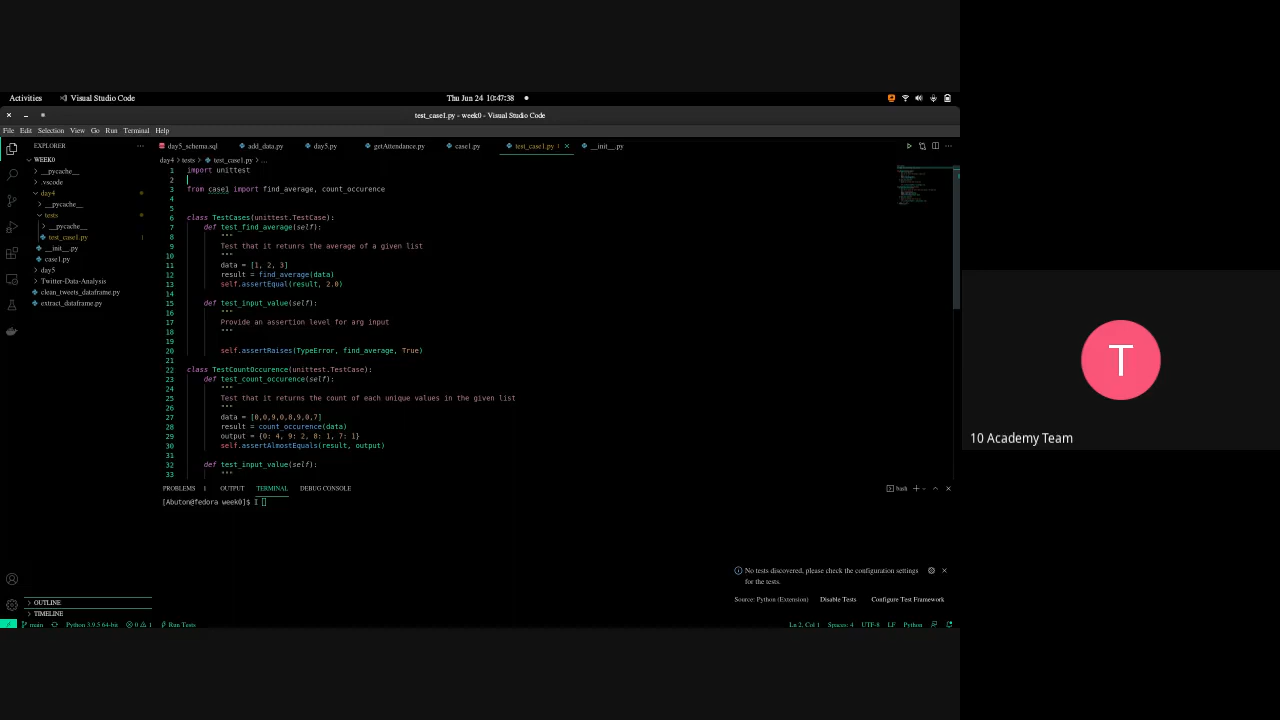 Activities
Visual Studio Code
Thu Jun 24 10:47:38
test_case1.py - week0 - Visual Studio Code
File Edit Selection View Go Run Terminal Help
EXPLORER
WEEK0
__pycache__
.vscode
day4
__pycache__
tests
__pycache__
test_case1.py 1
__init__.py
case1.py
day5
Twitter-Data-Analysis
clean_tweets_dataframe.py
extract_dataframe.py
OUTLINE
TIMELINE
day5_schema.sql
add_data.py
day5.py
getAttendance.py
case1.py
test_case1.py 1
__init__.py
day4 > tests > test_case1.py > ...
1 import unittest
2
3 from case1 import find_average, count_occurence
4
5
6 class TestCases(unittest.TestCase):
7 def test_find_average(self):
8 """
9 Test that it retunrs the average of a given list
10 """
11 data = [1, 2, 3]
12 result = find_average(data)
13 self.assertEqual(result, 2.0)
14
15 def test_input_value(self):
16 """
17 Provide an assertion level for arg input
18 """
19
20 self.assertRaises(TypeError, find_average, True)
21
22 class TestCountOccurence(unittest.TestCase):
23 def test_count_occurence(self):
24 """
25 Test that it returns the count of each unique values in the given list
26 """
27 data = [0,0,9,0,8,9,0,7]
28 result = count_occurence(data)
29 output = {0: 4, 9: 2, 8: 1, 7: 1}
30 self.assertAlmostEquals(result, output)
31
32 def test_input_value(self):
33 """
PROBLEMS 1 OUTPUT TERMINAL DEBUG CONSOLE
bash
[Abuton@fedora week0]$
No tests discovered, please check the configuration settings
for the tests.
Source: Python (Extension)
Disable Tests
Configure Test Framework
main
Python 3.9.5 64-bit
0 1
Run Tests
Ln 2, Col 1
Spaces: 4
UTF-8
LF
Python
T
10 Academy Team